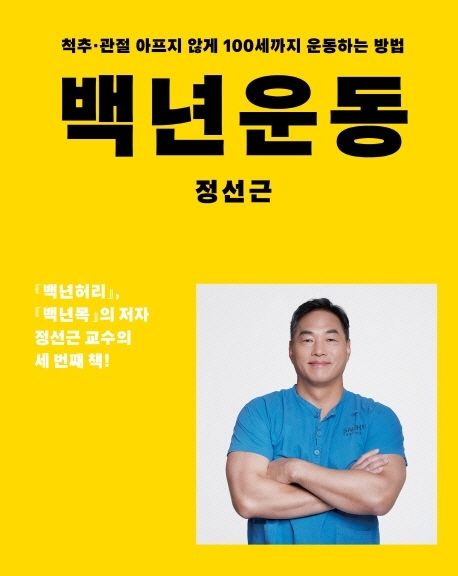 척추·관절 아프지 않게 100세까지 운동하는 방법
백년운동
정선근
『백년허리』,
『백년목』의 저자
정선근 교수의
세 번째 책!